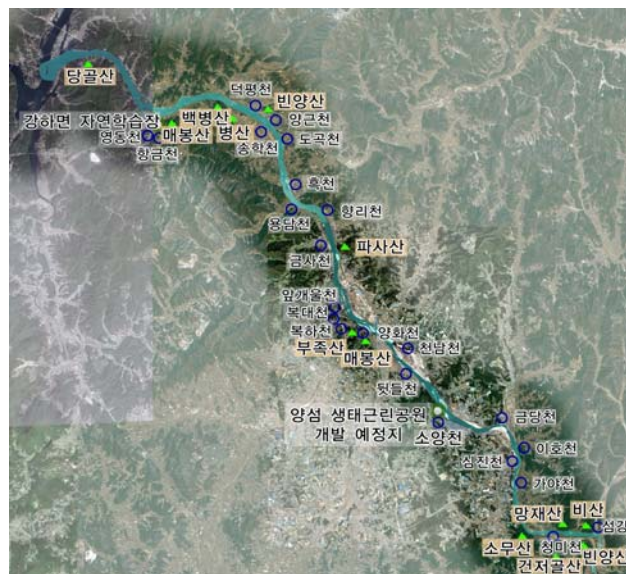 당골산
덕평천
빈양산
강하면 자연학습장
백병산
양근천
영동천
매봉산
병산
항금천
송학천
도곡천
흑천
용담천
향리천
금사천
파사산
앞개울천
복대천
복하천
양화천
부족산
매봉산
천남천
뒷들천
양섬 생태근린공원
개발 예정지
소양천
금당천
이호천
심진천
가야천
망재산
비산
섬강
소무산
청미천
빈양산
건저골산